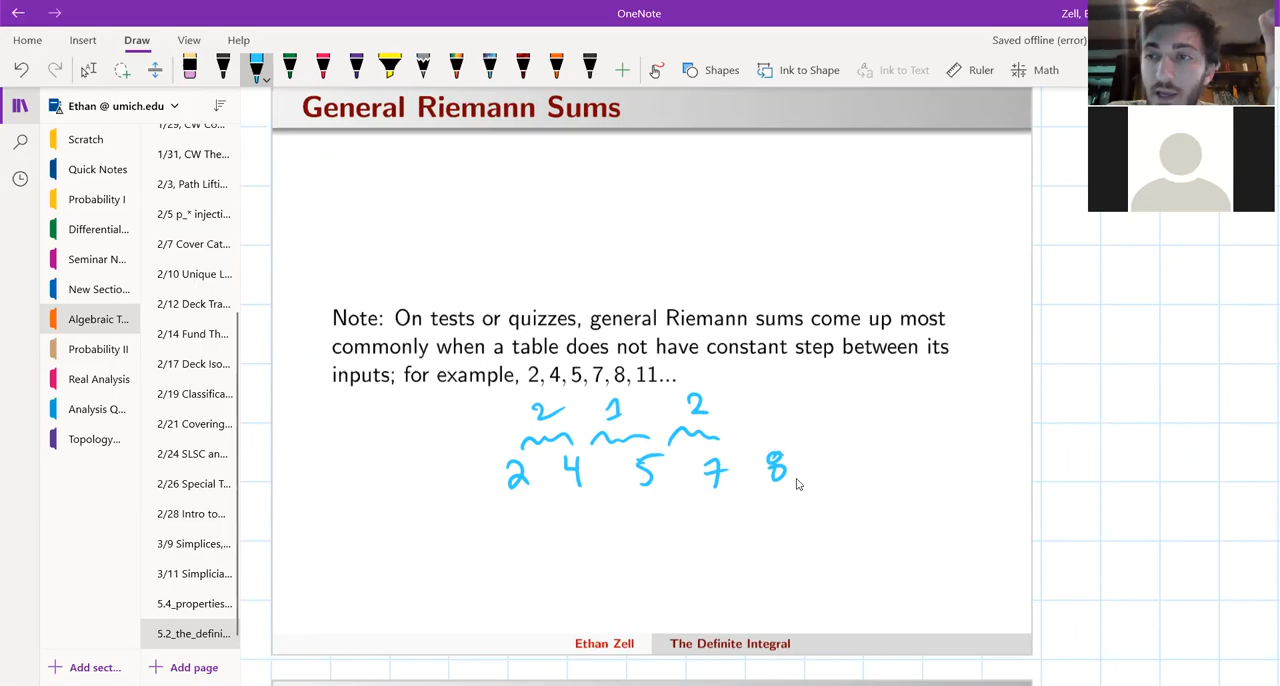 OneNote
Zell, E
Home
Insert
Draw
View
Help
Saved offline (error)
Shapes
Ink to Shape
Ink to Text
Ruler
Math
Ethan @ umich.edu
Scratch
Quick Notes
Probability I
Differential...
Seminar N...
New Sectio...
Algebraic T...
Probability II
Real Analysis
Analysis Q...
Topology...
Add sect...
1/29, CW Co...
1/31, CW The...
2/3, Path Lifti...
2/5 p_* injecti...
2/7 Cover Cat...
2/10 Unique L...
2/12 Deck Tra...
2/14 Fund Th...
2/17 Deck Iso...
2/19 Classifica...
2/21 Covering...
2/24 SLSC an...
2/26 Special T...
2/28 Intro to...
3/9 Simplices,...
3/11 Simplicia...
5.4_properties...
5.2_the_defini...
Add page
General Riemann Sums
Note: On tests or quizzes, general Riemann sums come up most
commonly when a table does not have constant step between its
inputs; for example, 2, 4, 5, 7, 8, 11...
2 1 2
2 4 5 7 8
Ethan Zell The Definite Integral